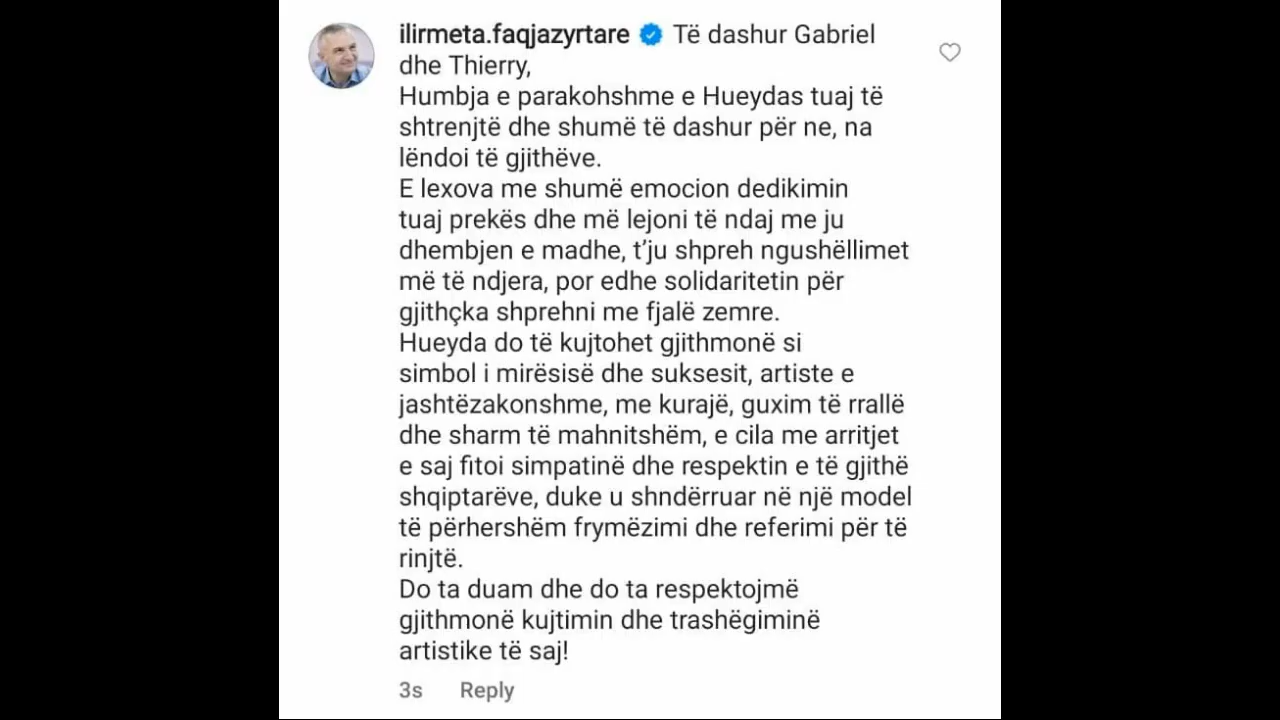 ilirmeta.faqjazyrtare Të dashur Gabriel
dhe Thierry,
Humbja e parakohshme e Hueydas tuaj të
shtrenjtë dhe shumë të dashur për ne, na
lëndoi të gjithëve.
E lexova me shumë emocion dedikimin
tuaj prekës dhe më lejoni të ndaj me ju
dhembjen e madhe, t’ju shpreh ngushëllimet
më të ndjera, por edhe solidaritetin për
gjithçka shprehni me fjalë zemre.
Hueyda do të kujtohet gjithmonë si
simbol i mirësisë dhe suksesit, artiste e
jashtëzakonshme, me kurajë, guxim të rrallë
dhe sharm të mahnitshëm, e cila me arritjet
e saj fitoi simpatinë dhe respektin e të gjithë
shqiptarëve, duke u shndërruar në një model
të përhershëm frymëzimi dhe referimi për të
rinjtë.
Do ta duam dhe do ta respektojmë
gjithmonë kujtimin dhe trashëgiminë
artistike të saj!
3s Reply